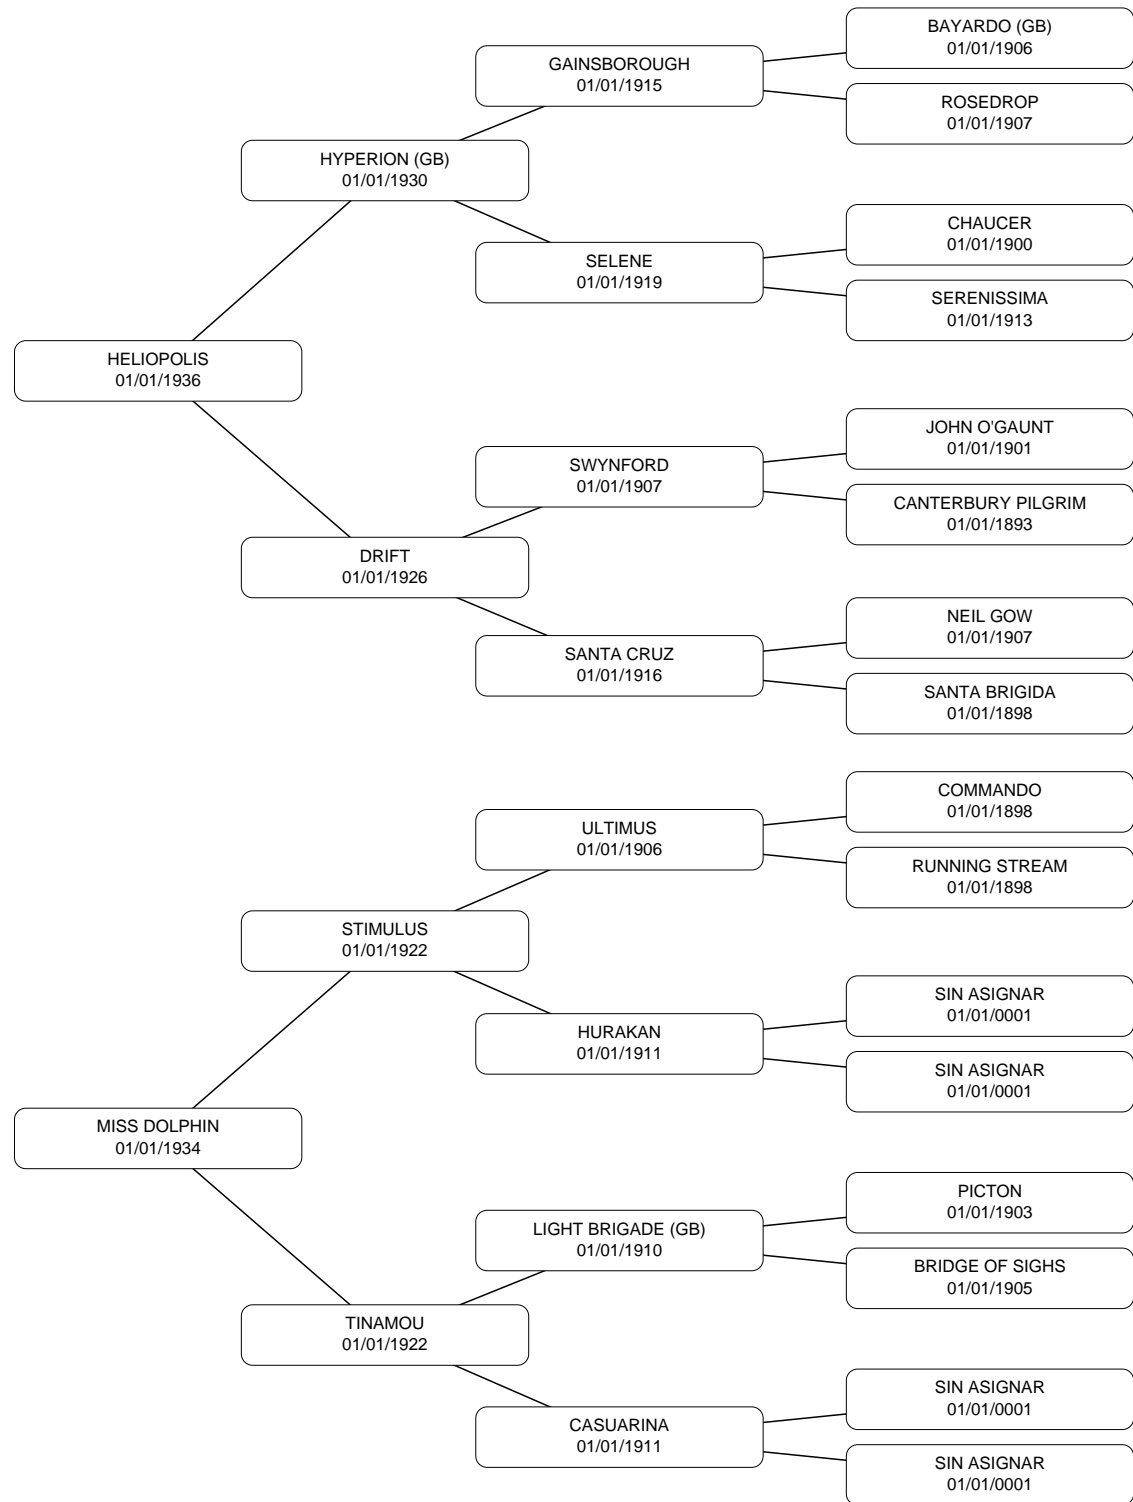 BAYARDO (GB)
01/01/1906
GAINSBOROUGH
01/01/1915
ROSEDROP
01/01/1907
HYPERION (GB)
01/01/1930
CHAUCER
01/01/1900
SELENE
01/01/1919
SERENISSIMA
01/01/1913
HELIOPOLIS
01/01/1936
JOHN O'GAUNT
01/01/1901
SWYNFORD
01/01/1907
CANTERBURY PILGRIM
01/01/1893
DRIFT
01/01/1926
NEIL GOW
01/01/1907
SANTA CRUZ
01/01/1916
SANTA BRIGIDA
01/01/1898
COMMANDO
01/01/1898
ULTIMUS
01/01/1906
RUNNING STREAM
01/01/1898
STIMULUS
01/01/1922
SIN ASIGNAR
01/01/0001
HURAKAN
01/01/1911
SIN ASIGNAR
01/01/0001
MISS DOLPHIN
01/01/1934
PICTON
01/01/1903
LIGHT BRIGADE (GB)
01/01/1910
BRIDGE OF SIGHS
01/01/1905
TINAMOU
01/01/1922
SIN ASIGNAR
01/01/0001
CASUARINA
01/01/1911
SIN ASIGNAR
01/01/0001